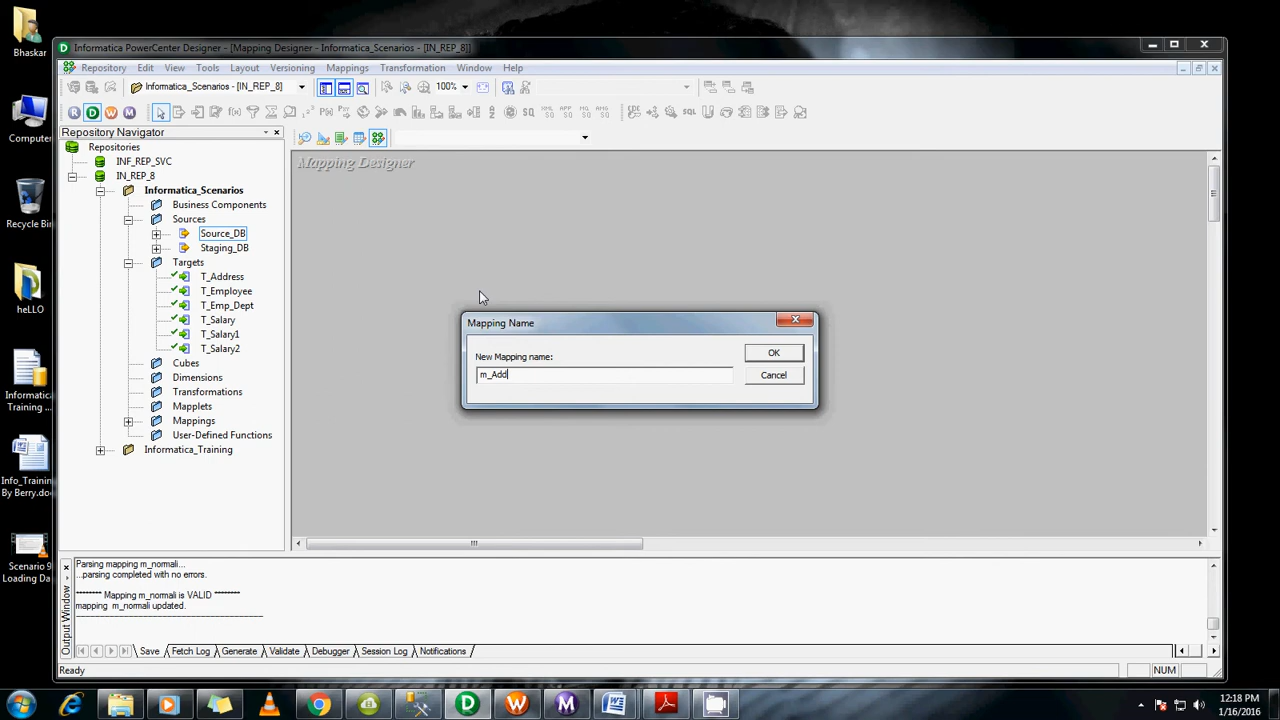 Bhaskar
Computer
Recycle Bin
heLLO
Informatica
Training ...
Info_Training
By Berry.doc
Scenario 9
Loading Da
Informatica PowerCenter Designer - [Mapping Designer - Informatica_Scenarios - [IN_REP_8]]
Repository Edit View Tools Layout Versioning Mappings Transformation Window Help
Informatica_Scenarios - [IN_REP_8]
100%
Repository Navigator
Repositories
INF_REP_SVC
IN_REP_8
Informatica_Scenarios
Business Components
Sources
Source_DB
Staging_DB
Targets
T_Address
T_Employee
T_Emp_Dept
T_Salary
T_Salary1
T_Salary2
Cubes
Dimensions
Transformations
Mapplets
Mappings
User-Defined Functions
Informatica_Training
Mapping Designer
Mapping Name
New Mapping name:
m_Add
OK
Cancel
Output Window
Parsing mapping m_normali...
...parsing completed with no errors.
******** Mapping m_normali is VALID ********
mapping m_normali updated.
Save Fetch Log Generate Validate Debugger Session Log Notifications
Ready
NUM
12:18 PM
1/16/2016